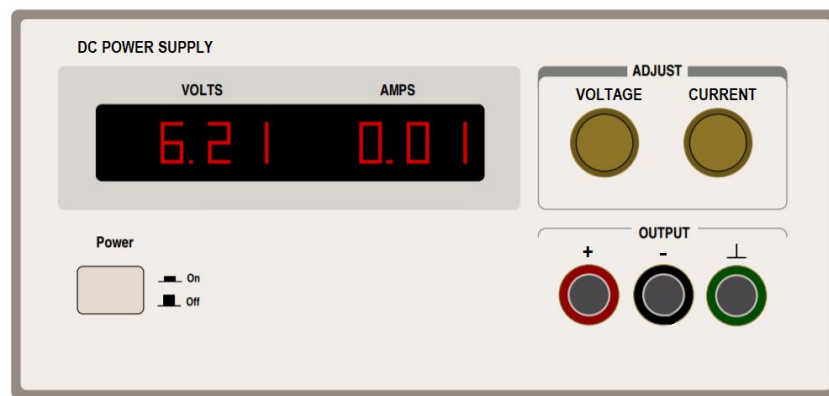 DC POWER SUPPLY
VOLTS AMPS
6.21 0.01
ADJUST
VOLTAGE CURRENT
Power
On
Off
OUTPUT
+ - ⊥